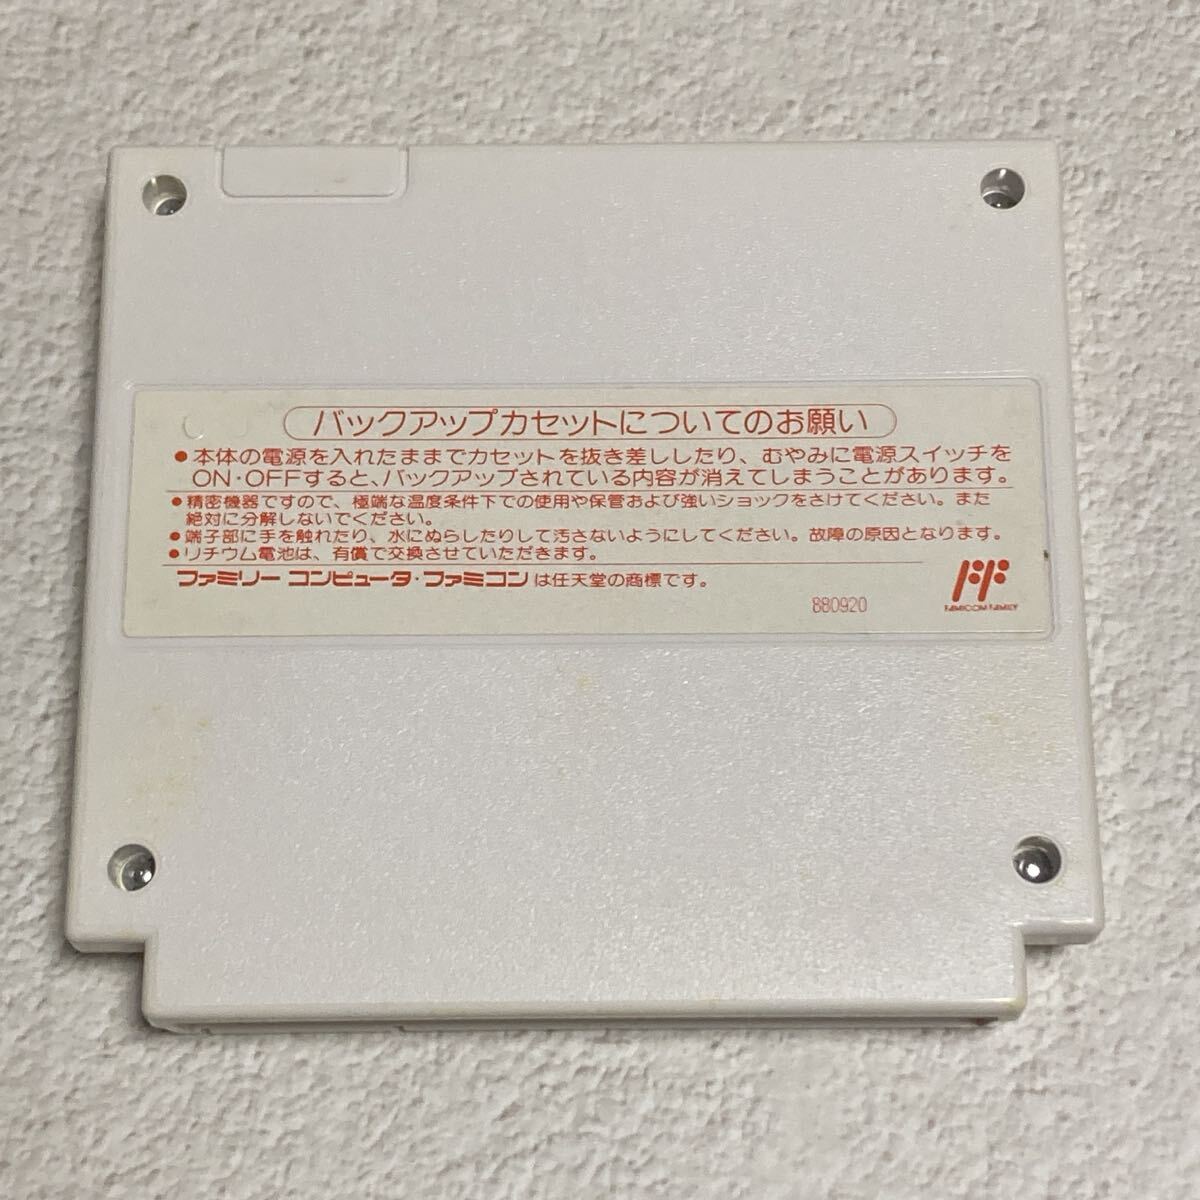 バックアップカセットについてのお願い
●本体の電源を入れたままでカセットを抜き差ししたり、むやみに電源スイッチを
ON・OFFすると、バックアップされている内容が消えてしまうことがあります。
●精密機器ですので、極端な温度条件下での使用や保管および強いショックをさけてください。また
絶対に分解しないでください。
●端子部に手を触れたり、水にぬらしたりして汚さないようにしてください。故障の原因となります。
●リチウム電池は、有償で交換させていただきます。
ファミリー コンピュータ・ファミコン は任天堂の商標です。
880920
FF
FAMICOM FAMILY